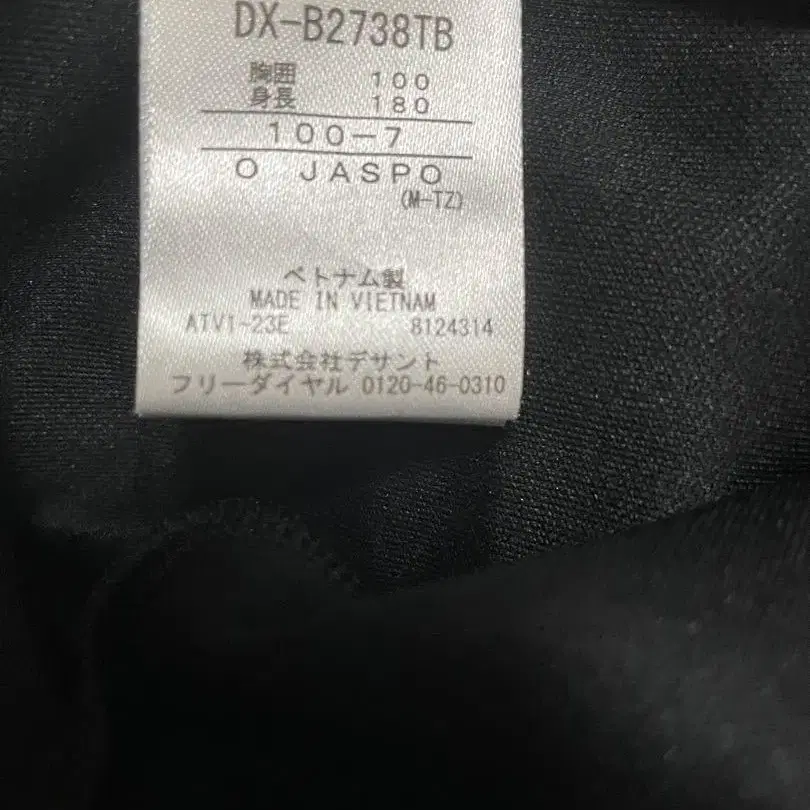 DX-B2738TB
胸囲 100
身長 180
100-7
O JASPO
(M-TZ)
ベトナム製
MADE IN VIETNAM
ATV1-23E 8124314
株式会社デサント
フリーダイヤル 0120-46-0310